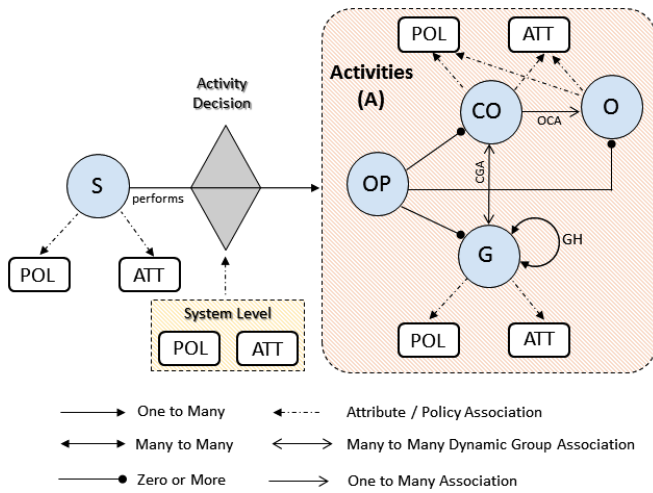 POL ATT
Activities
(A)
Activity
Decision
CO
O
OCA
S
performs
OP
CGA
G
GH
POL ATT
System Level
POL ATT
POL ATT
One to Many
Attribute / Policy Association
Many to Many
Many to Many Dynamic Group Association
Zero or More
One to Many Association